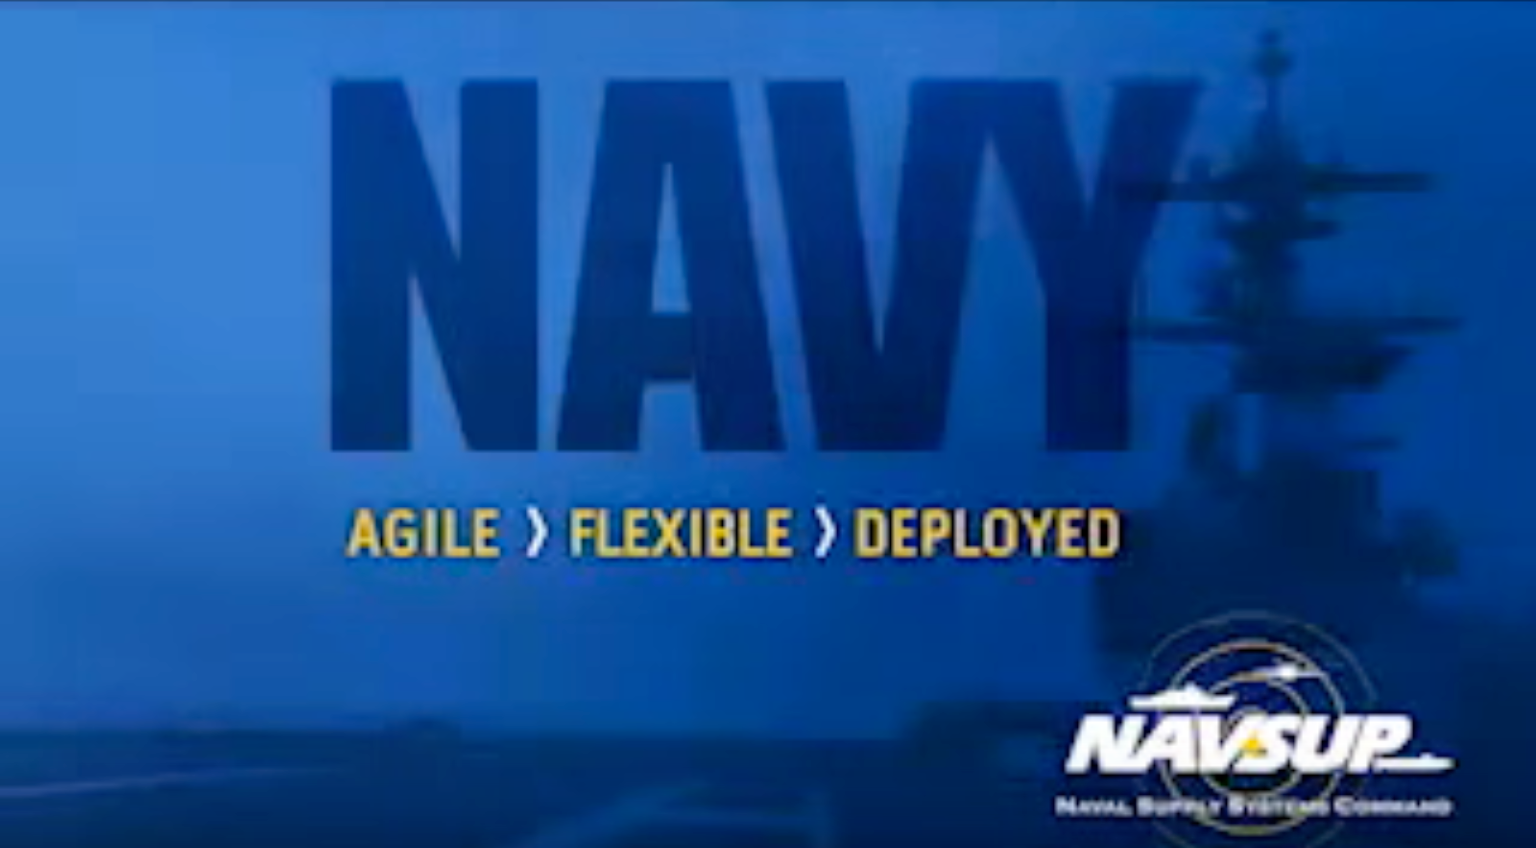 NAVY
AGILE ⟩ FLEXIBLE ⟩ DEPLOYED
NAVSUP
NAVAL SUPPLY SYSTEMS COMMAND